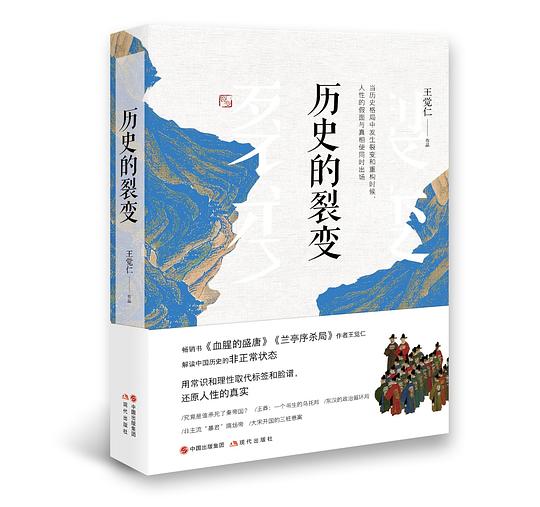 历史的裂变
王觉仁
作品
中国出版集团
现代出版社
王觉仁
作品
当历史格局中发生裂变和重构时候,
人性的假面与真相便同时出场
历史的裂变
畅销书《血腥的盛唐》《兰亭序杀局》作者王觉仁
解读中国历史的非正常状态
用常识和理性取代标签和脸谱,
还原人性的真实
/究竟是谁杀死了秦帝国? /王莽:一个书生的乌托邦 /东汉的政治循环局
/非主流“暴君”隋炀帝 /大宋开国的三桩悬案
中国出版集团 现代出版社